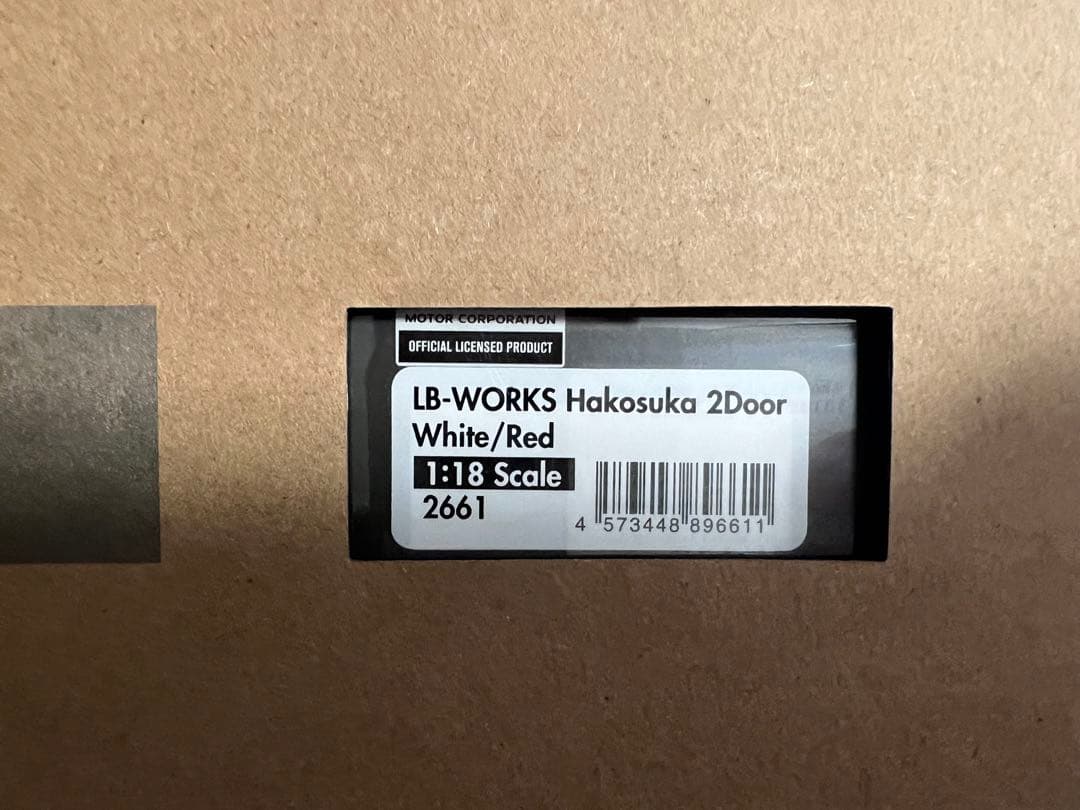 MOTOR CORPORATION
OFFICIAL LICENSED PRODUCT
LB-WORKS Hakosuka 2Door
White/Red
1:18 Scale
2661
4 573448 896611